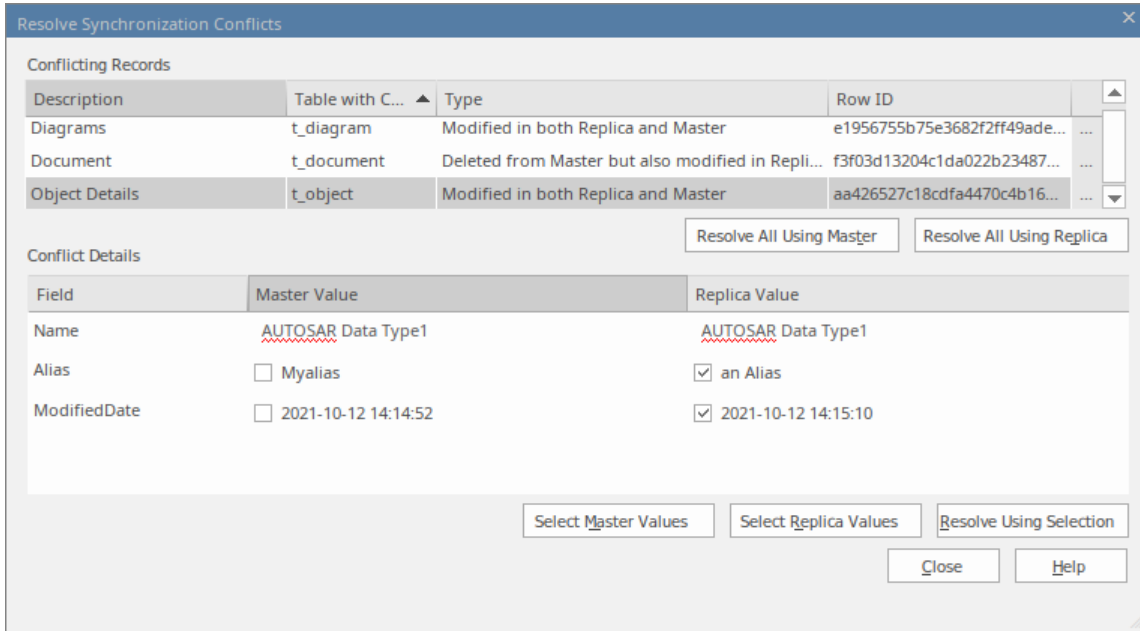 Resolve Synchronization Conflicts
Conflicting Records
Description Table with C... Type Row ID
Diagrams t_diagram Modified in both Replica and Master e1956755b75e3682f2ff49ade... ...
Document t_document Deleted from Master but also modified in Repli... f3f03d13204c1da022b23487... ...
Object Details t_object Modified in both Replica and Master aa426527c18cdfa4470c4b16... ...
Resolve All Using Master Resolve All Using Replica
Conflict Details
Field Master Value Replica Value
Name AUTOSAR Data Type1 AUTOSAR Data Type1
Alias Myalias an Alias
ModifiedDate 2021-10-12 14:14:52 2021-10-12 14:15:10
Select Master Values Select Replica Values Resolve Using Selection
Close Help